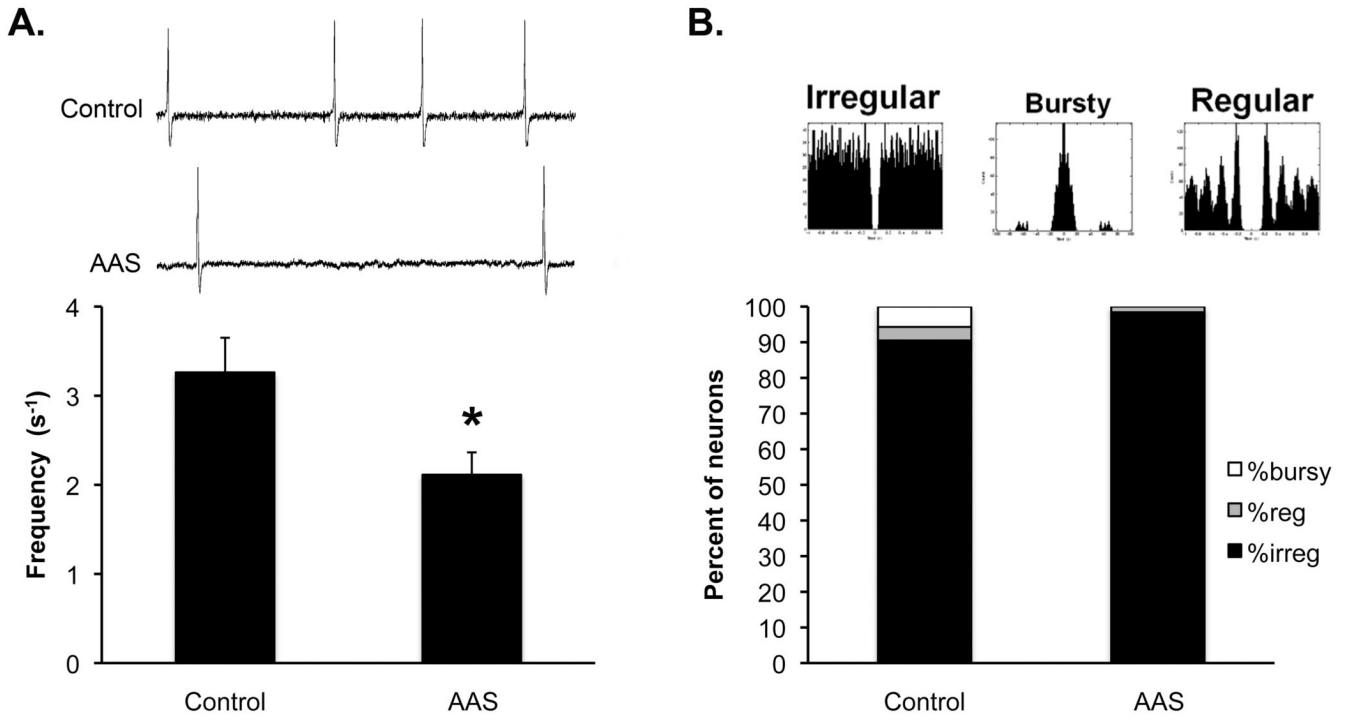 A.
Control
AAS
4
3
2
1
0
Frequency (s-1)
*
Control
AAS
B.
Irregular
Bursty
Regular
100
90
80
70
60
50
40
30
20
10
0
Percent of neurons
%bursy
%reg
%irreg
Control
AAS